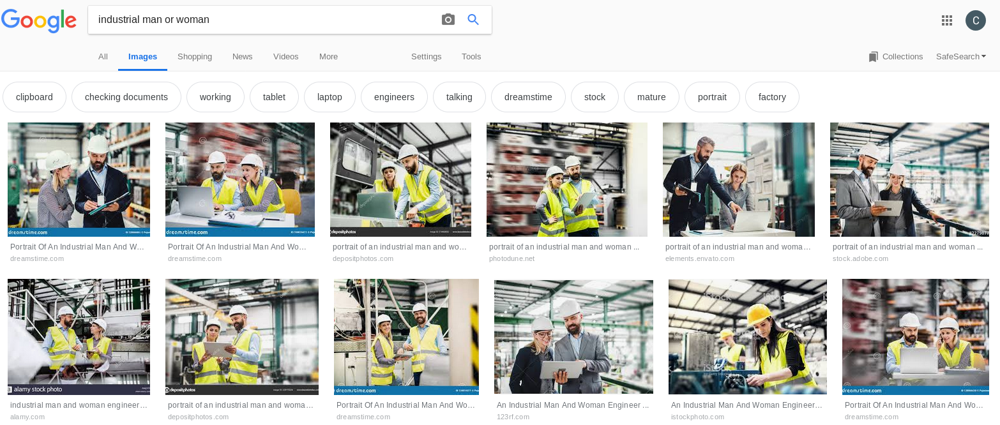 Google
industrial man or woman
C
All Images Shopping News Videos More Settings Tools Collections SafeSearch
clipboard checking documents working tablet laptop engineers talking dreamstime stock mature portrait factory
dreamstime.com
dreamstime.com
depositphotos
Portrait Of An Industrial Man And W...
dreamstime.com
Portrait Of An Industrial Man And Wo...
dreamstime.com
portrait of an industrial man and wo...
depositphotos.com
portrait of an industrial man and woman ...
photodune.net
portrait of an industrial man and woma...
elements.envato.com
portrait of an industrial man and woman ...
stock.adobe.com
iStock
a alamy stock photo
depositphotos
dreamstime.com
dreamstime.com
industrial man and woman engineer...
alamy.com
portrait of an industrial man and woma...
depositphotos.com
Portrait Of An Industrial Man And Wo...
dreamstime.com
An Industrial Man And Woman Engineer ...
123rf.com
An Industrial Man And Woman Engineer...
istockphoto.com
Portrait Of An Industrial Man And Wo...
dreamstime.com